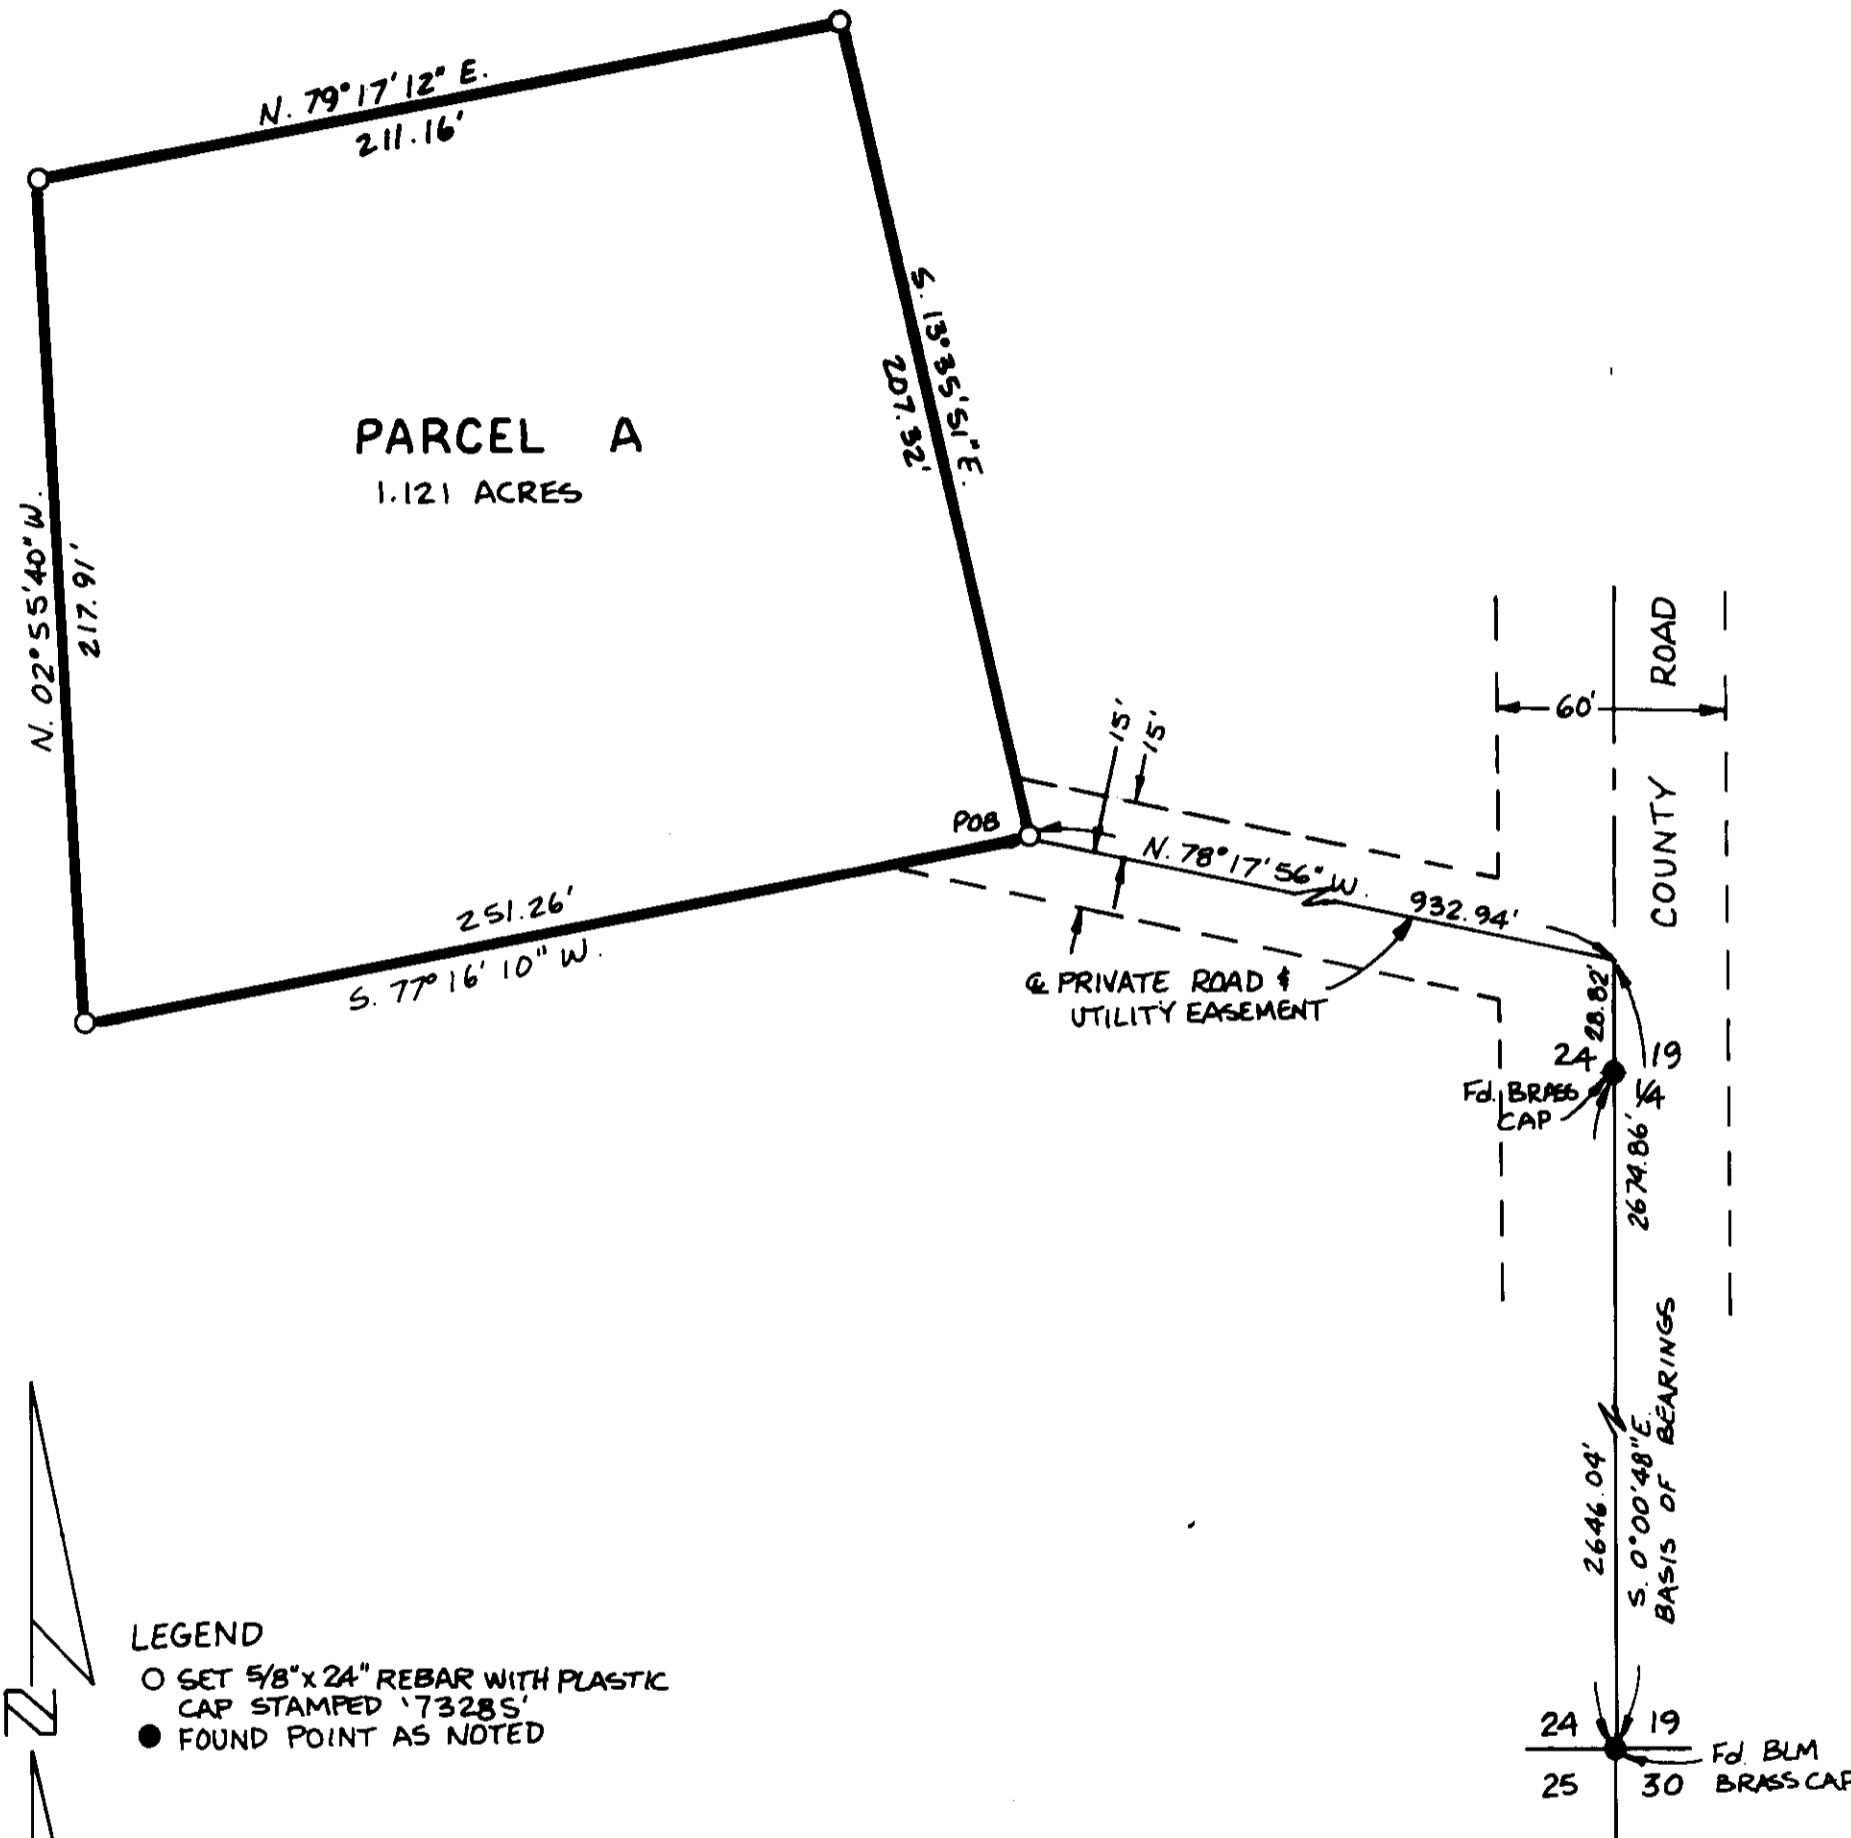 N. 79°17'12" E.
211.16'
S. 13°35'51" E.
207.32'
PARCEL A
1.121 ACRES
N. 02°55'40" W.
217.91'
251.26'
S. 77°16'10" W.
POB
15'
15'
N. 78°17'56" W. 932.94'
60'
COUNTY ROAD
℄ PRIVATE ROAD &
UTILITY EASEMENT
28.82'
24 19
Fd. BRASS
CAP
1/4
2674.86'
2646.04'
S. 0°00'48" E.
BASIS OF BEARINGS
N
LEGEND
O SET 5/8" x 24" REBAR WITH PLASTIC
CAP STAMPED '7328S'
● FOUND POINT AS NOTED
24 19
25 30
Fd. BLM
BRASS CAP